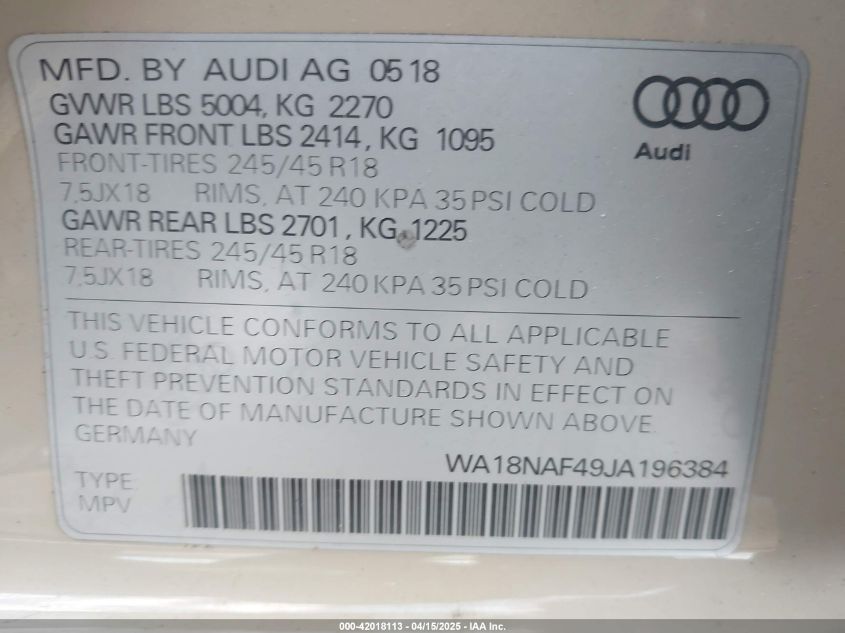 MFD. BY AUDI AG 0518
GVWR LBS 5004, KG 2270
GAWR FRONT LBS 2414, KG 1095
FRONT-TIRES 245/45 R18
7,5JX18 RIMS, AT 240 KPA 35 PSI COLD
GAWR REAR LBS 2701, KG 1225
REAR-TIRES 245/45 R18
7,5JX18 RIMS, AT 240 KPA 35 PSI COLD
Audi
THIS VEHICLE CONFORMS TO ALL APPLICABLE
U.S. FEDERAL MOTOR VEHICLE SAFETY AND
THEFT PREVENTION STANDARDS IN EFFECT ON
THE DATE OF MANUFACTURE SHOWN ABOVE.
GERMANY
WA18NAF49JA196384
TYPE:
MPV
000-42018113 - 04/15/2025 - IAA Inc.